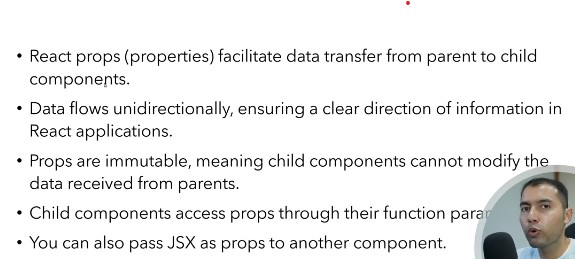 • React props (properties) facilitate data transfer from parent to child
components.
• Data flows unidirectionally, ensuring a clear direction of information in
React applications.
• Props are immutable, meaning child components cannot modify the
data received from parents.
• Child components access props through their function
• You can also pass JSX as props to another component.